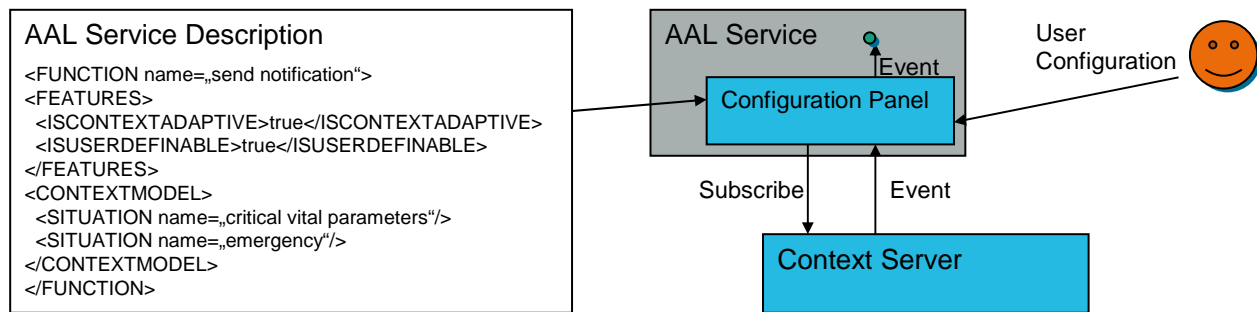 AAL Service Description
<FUNCTION name=„send notification“>
<FEATURES>
<ISCONTEXTADAPTIVE>true</ISCONTEXTADAPTIVE>
<ISUSERDEFINABLE>true</ISUSERDEFINABLE>
</FEATURES>
<CONTEXTMODEL>
<SITUATION name=„critical vital parameters“/>
<SITUATION name=„emergency“/>
</CONTEXTMODEL>
</FUNCTION>
AAL Service
Event
Configuration Panel
User
Configuration
Subscribe
Event
Context Server